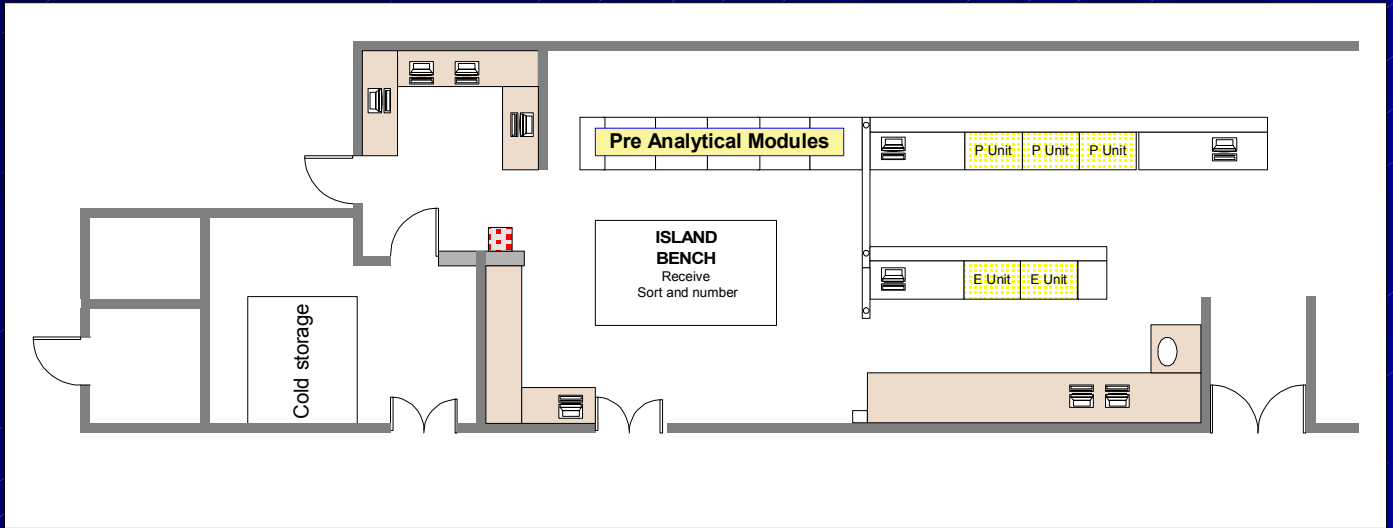 Pre Analytical Modules
P Unit
P Unit
P Unit
ISLAND
BENCH
Receive
Sort and number
E Unit
E Unit
Cold storage